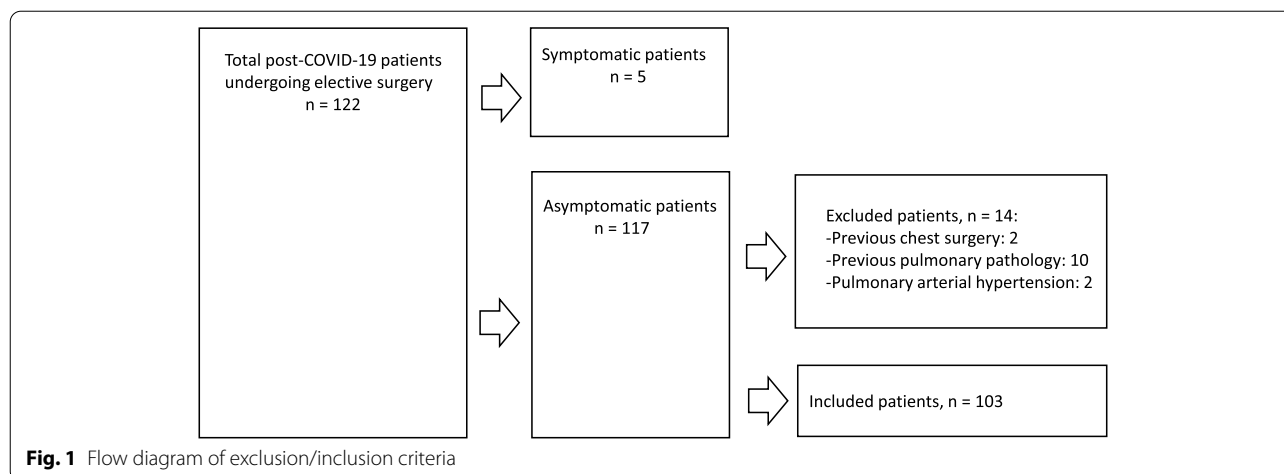 Total post-COVID-19 patients
undergoing elective surgery
n = 122
Symptomatic patients
n = 5
Asymptomatic patients
n = 117
Excluded patients, n = 14:
-Previous chest surgery: 2
-Previous pulmonary pathology: 10
-Pulmonary arterial hypertension: 2
Included patients, n = 103
Fig. 1 Flow diagram of exclusion/inclusion criteria